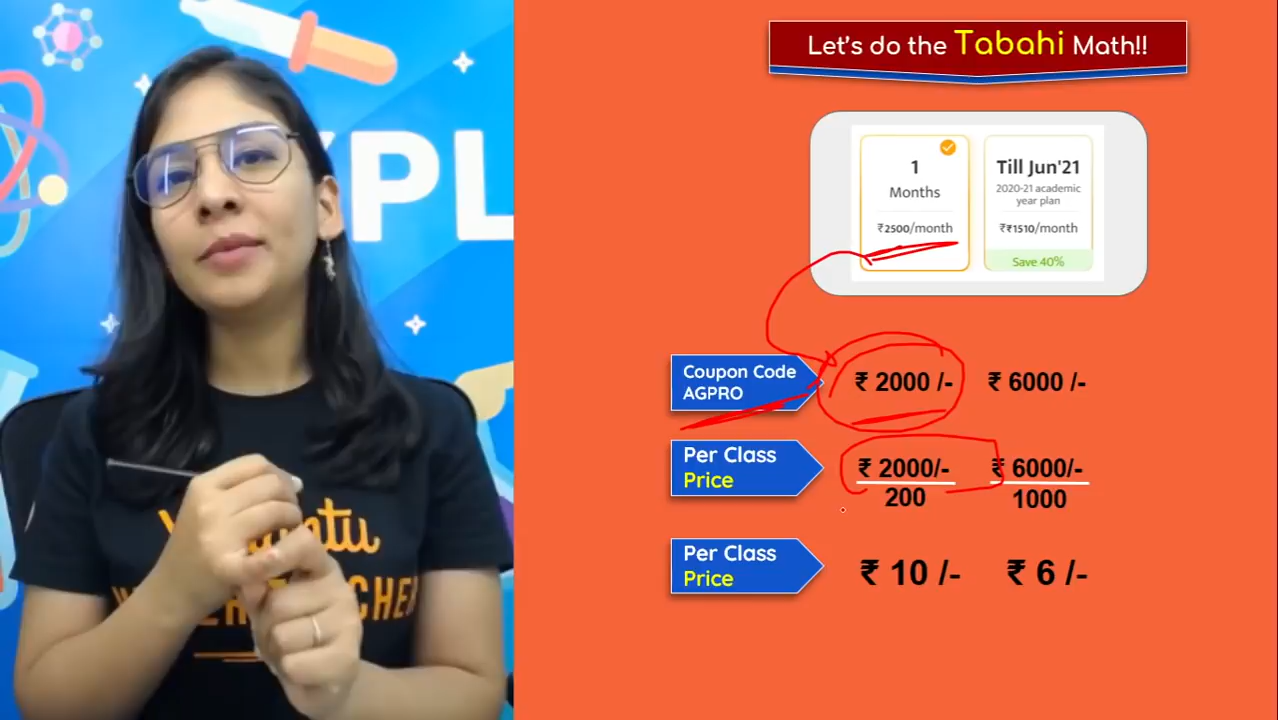 XPL
Let's do the Tabahi Math!!
1
Months
₹2500/month
Till Jun'21
2020-21 academic
year plan
₹₹1510/month
Save 40%
Coupon Code
AGPRO
₹ 2000 /-
₹ 6000 /-
Per Class
Price
₹ 2000/-
200
₹ 6000/-
1000
Per Class
Price
₹ 10 /-
₹ 6 /-